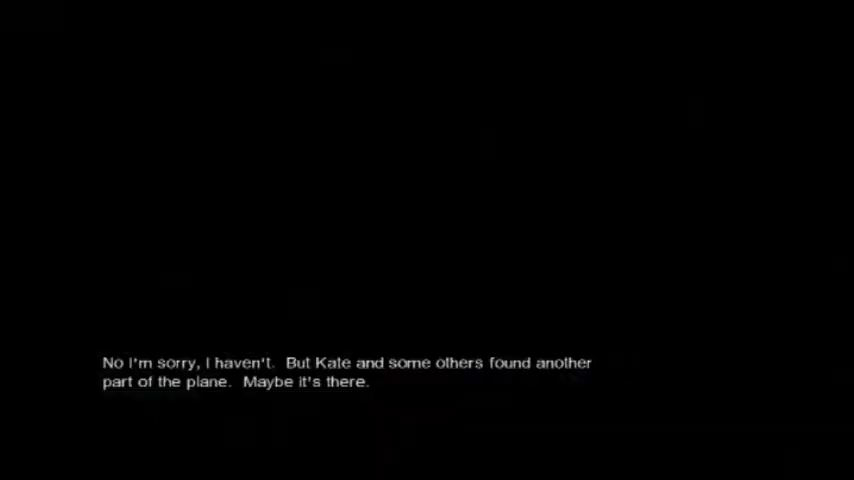 No I'm sorry, I haven't.  But Kate and some others found another
part of the plane.  Maybe it's there.